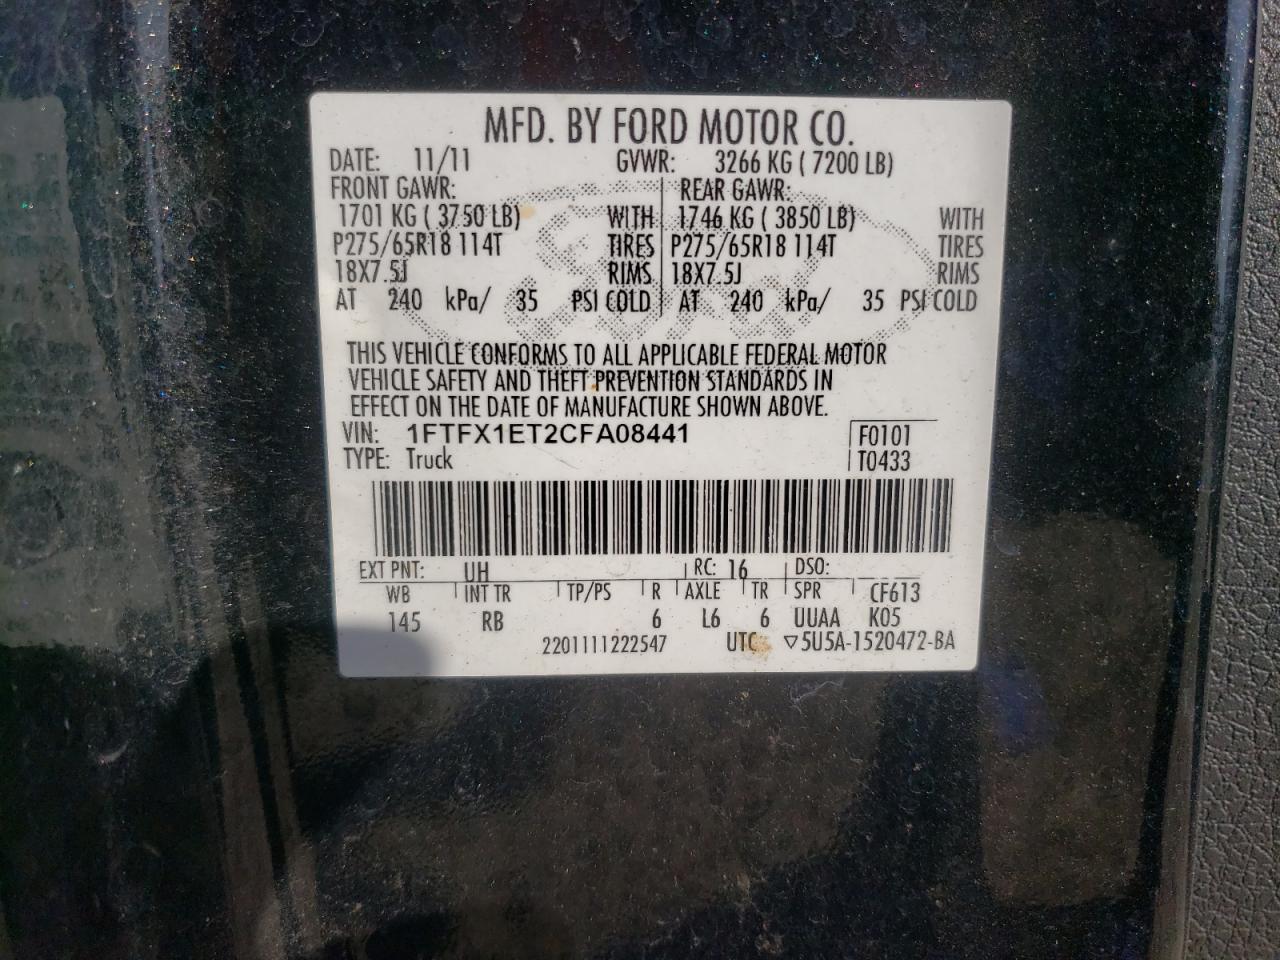 MFD. BY FORD MOTOR CO.
DATE: 11/11 GVWR: 3266 KG ( 7200 LB)
FRONT GAWR: REAR GAWR:
1701 KG ( 3750 LB) WITH 1746 KG ( 3850 LB) WITH
P275/65R18 114T TIRES P275/65R18 114T TIRES
18X7.5J RIMS 18X7.5J RIMS
AT 240 kPa/ 35 PSI COLD AT 240 kPa/ 35 PSI COLD
THIS VEHICLE CONFORMS TO ALL APPLICABLE FEDERAL MOTOR
VEHICLE SAFETY AND THEFT PREVENTION STANDARDS IN
EFFECT ON THE DATE OF MANUFACTURE SHOWN ABOVE.
VIN: 1FTFX1ET2CFA08441 F0101
TYPE: Truck T0433
EXT PNT: UH RC: 16 DSO:
WB INT TR TP/PS R AXLE TR SPR CF613
145 RB 6 L6 6 UUAA K05
2201111222547 UTC ▽5U5A-1520472-BA